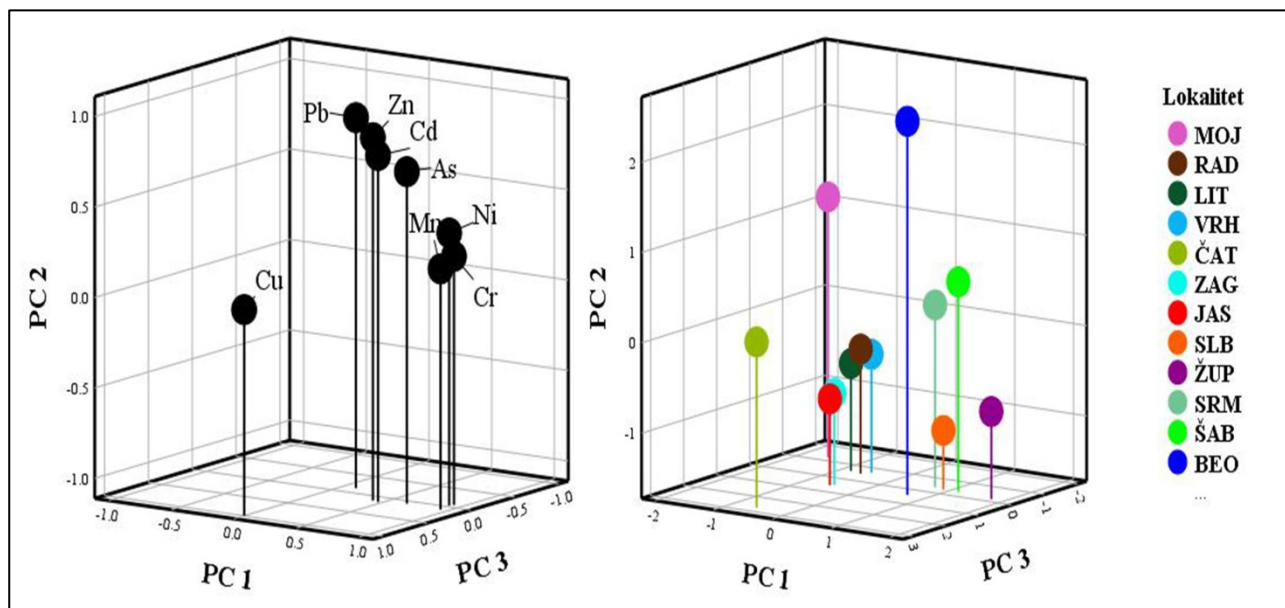 Pb
Zn
Cd
As
Mn
Ni
Cr
Cu
PC 2
1.0
0.5
0.0
-0.5
-1.0
-1.0
-0.5
0.0
0.5
1.0
PC 1
1.0
0.5
0.0
-0.5
-1.0
PC 3
PC 2
2
1
0
-1
-2
-1
0
1
2
PC 1
3
2
1
0
-1
-2
PC 3
Lokalitet
MOJ
RAD
LIT
VRH
ČAT
ZAG
JAS
SLB
ŽUP
SRM
ŠAB
BEO
...